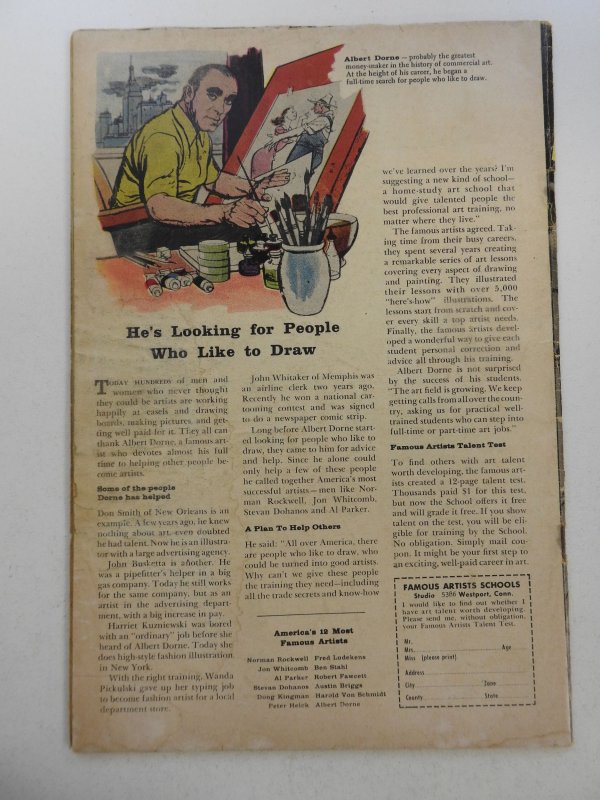 Albert Dorne — probably the greatest
money-maker in the history of commercial art.
At the height of his career, he began a
full-time search for people who like to draw.
He's Looking for People
Who Like to Draw
TODAY HUNDREDS of men and
women who never thought
they could be artists are working
happily at easels and drawing
boards, making pictures, and get-
ting well paid for it. They all can
thank Albert Dorne, a famous art-
ist who devotes almost his full
time to helping other people be-
come artists.
Some of the people
Dorne has helped
Don Smith of New Orleans is an
example. A few years ago, he knew
nothing about art, even doubted
he had talent. Now he is an illustra-
tor with a large advertising agency.
John Busketta is another. He
was a pipefitter's helper in a big
gas company. Today he still works
for the same company, but as an
artist in the advertising depart-
ment, with a big increase in pay.
Harriet Kuzniewski was bored
with an "ordinary" job before she
heard of Albert Dorne. Today she
does high-style fashion illustration
in New York.
With the right training, Wanda
Pickulski gave up her typing job
to become fashion artist for a local
department store.
John Whitaker of Memphis was
an airline clerk two years ago.
Recently he won a national car-
tooning contest and was signed
to do a newspaper comic strip.
Long before Albert Dorne start-
ed looking for people who like to
draw, they came to him for advice
and help. Since he alone could
only help a few of these people
he called together America's most
successful artists—men like Nor-
man Rockwell, Jon Whitcomb,
Stevan Dohanos and Al Parker.
A Plan To Help Others
He said: "All over America, there
are people who like to draw, who
could be turned into good artists.
Why can't we give these people
the training they need—including
all the trade secrets and know-how
America's 12 Most
Famous Artists
Norman Rockwell Fred Ludekens
Jon Whitcomb Ben Stahl
Al Parker Robert Fawcett
Stevan Dohanos Austin Briggs
Dong Kingman Harold Von Schmidt
Peter Helck Albert Dorne
we've learned over the years? I'm
suggesting a new kind of school—
a home-study art school that
would give talented people the
best professional art training, no
matter where they live."
The famous artists agreed. Tak-
ing time from their busy careers,
they spent several years creating
a remarkable series of art lessons
covering every aspect of drawing
and painting. They illustrated
their lessons with over 5,000
"here's-how" illustrations. The
lessons start from scratch and cov-
er every skill a top artist needs.
Finally, the famous artists devel-
oped a wonderful way to give each
student personal correction and
advice all through his training.
Albert Dorne is not surprised
by the success of his students.
"The art field is growing. We keep
getting calls from all over the coun-
try, asking us for practical well-
trained students who can step into
full-time or part-time art jobs."
Famous Artists Talent Test
To find others with art talent
worth developing, the famous art-
ists created a 12-page talent test.
Thousands paid $1 for this test,
but now the School offers it free
and will grade it free. If you show
talent on the test, you will be eli-
gible for training by the School.
No obligation. Simply mail cou-
pon. It might be your first step to
an exciting, well-paid career in art.
FAMOUS ARTISTS SCHOOLS
Studio 5386 Westport, Conn.
I would like to find out whether I
have art talent worth developing.
Please send me, without obligation,
your Famous Artists Talent Test.
Mr.
Mrs. Age
Miss (please print)
Address
City Zone
County State